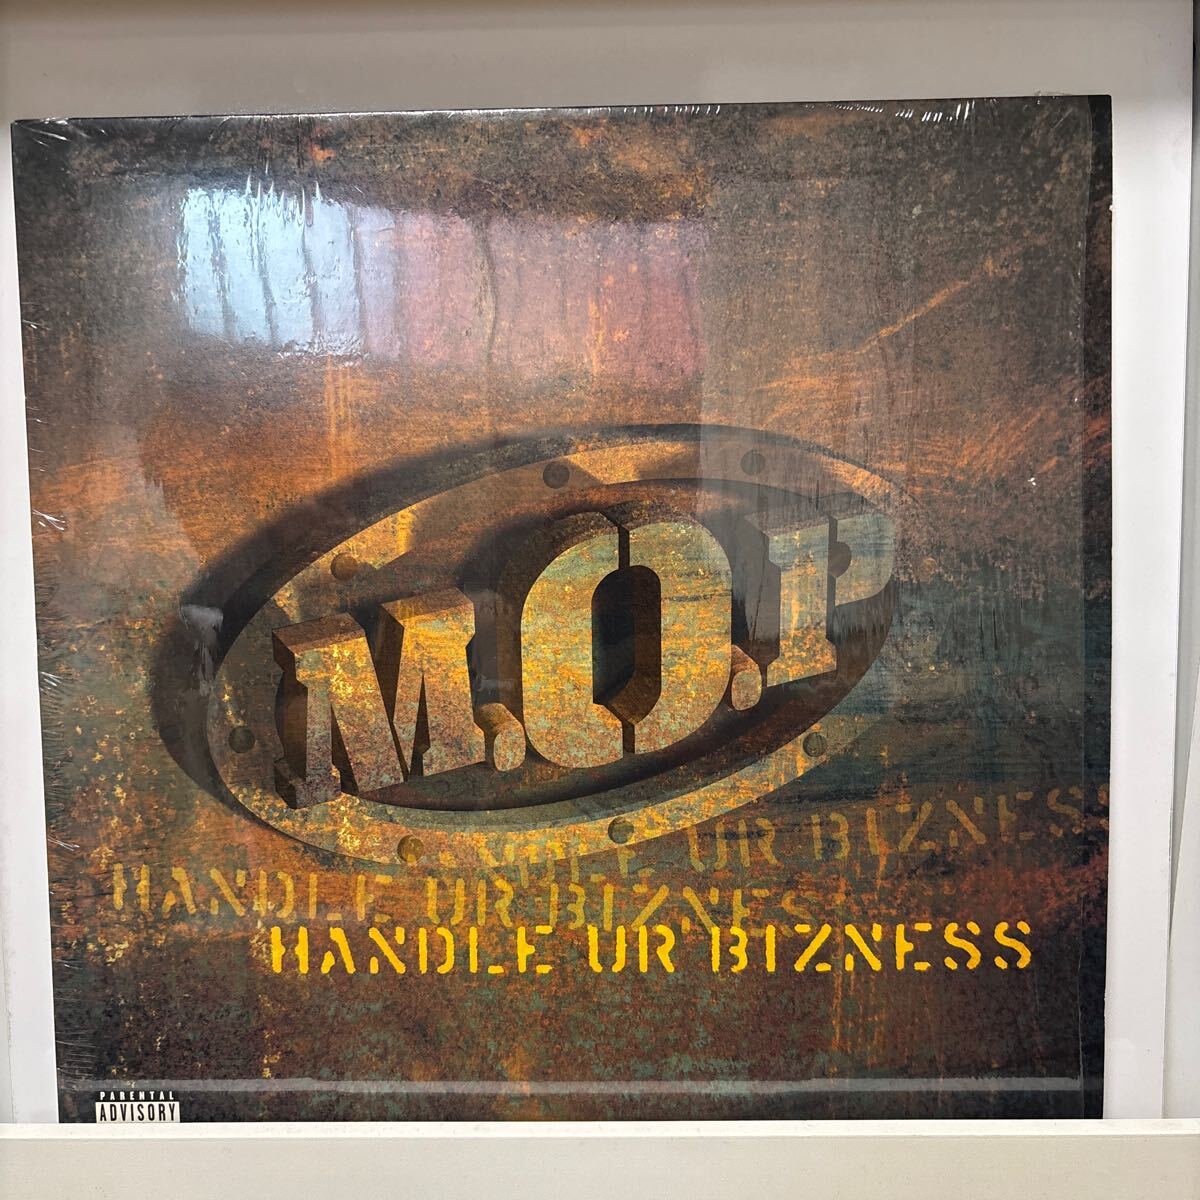 M.O.P
HANDLE UR BIZNESS
HANDLE UR BIZNESS
HANDLE UR BIZNESS
PARENTAL
ADVISORY